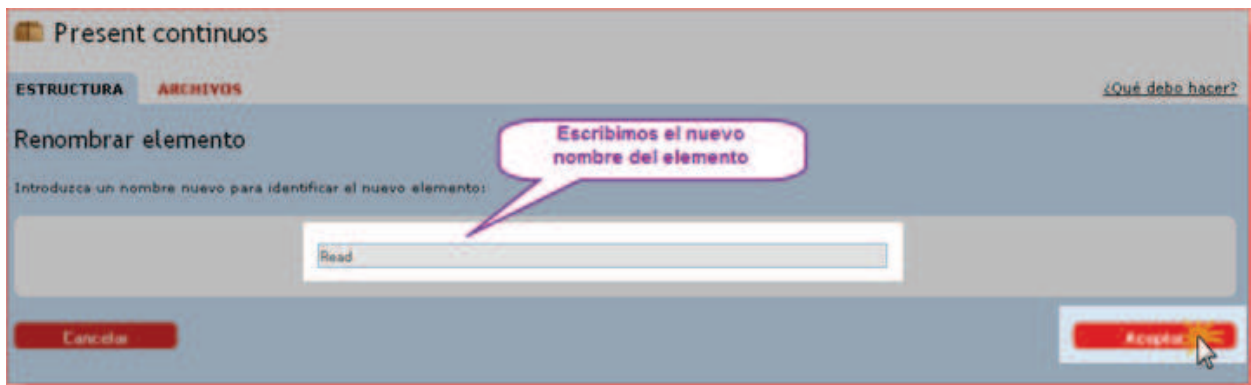 Present continuos
ESTRUCTURA ARCHIVOS ¿Qué debo hacer?
Renombrar elemento
Escribimos el nuevo
nombre del elemento
Introduzca un nombre nuevo para identificar el nuevo elemento:
Read
Cancelar Aceptar